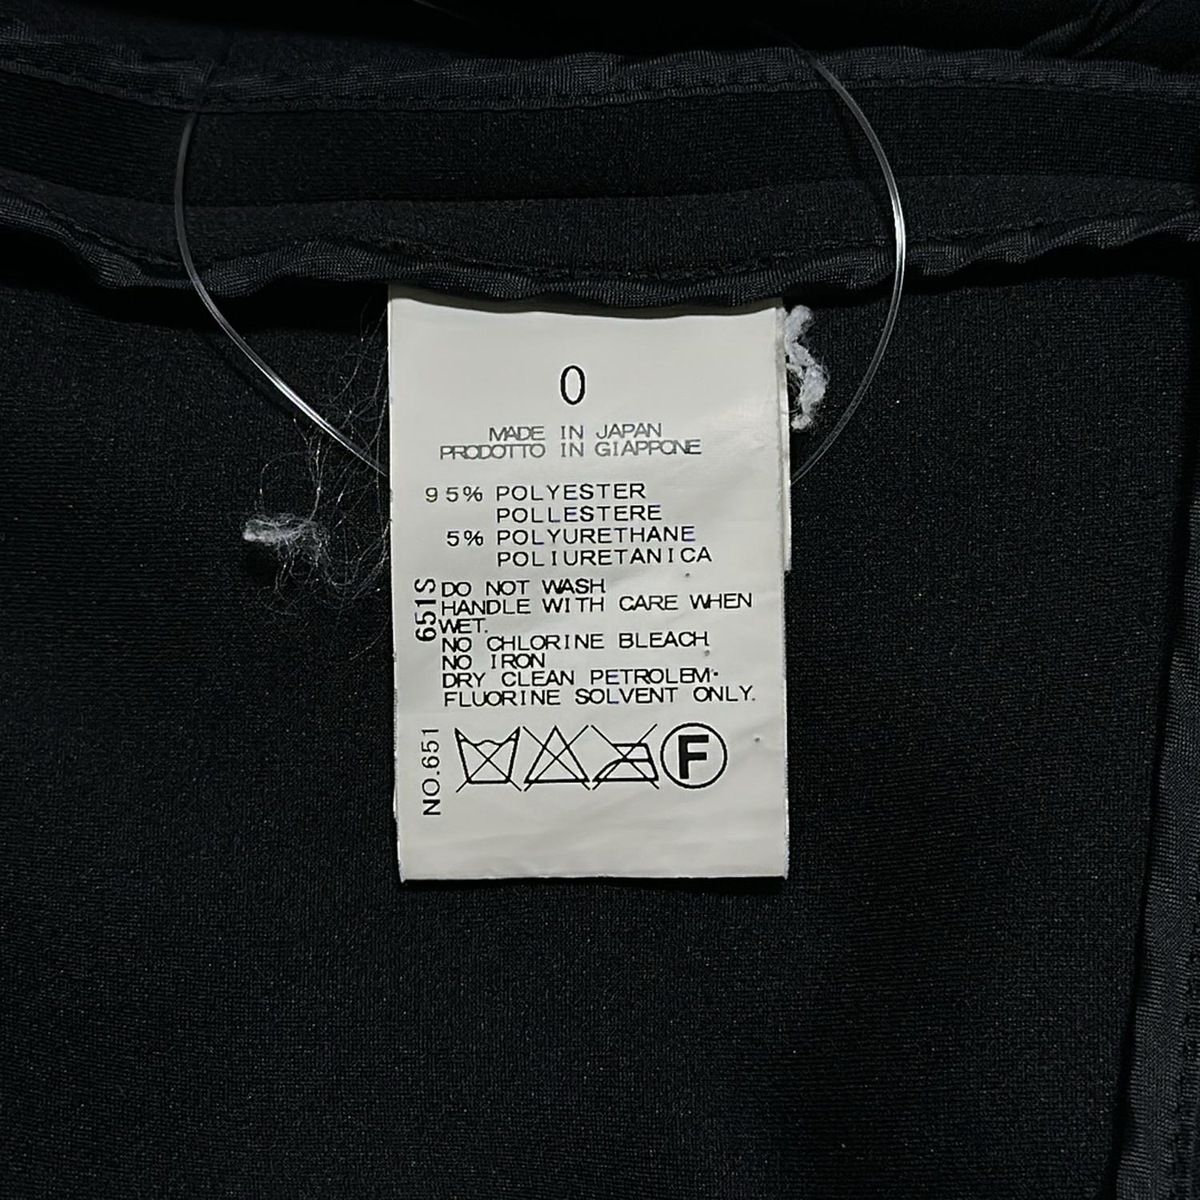 0
MADE IN JAPAN
PRODOTTO IN GIAPPONE
95% POLYESTER
POLLESTERE
5% POLYURETHANE
POLIURETANICA
651S
DO NOT WASH
HANDLE WITH CARE WHEN
WET.
NO CHLORINE BLEACH
NO IRON
DRY CLEAN PETROLEM·
FLUORINE SOLVENT ONLY.
NO.651
F